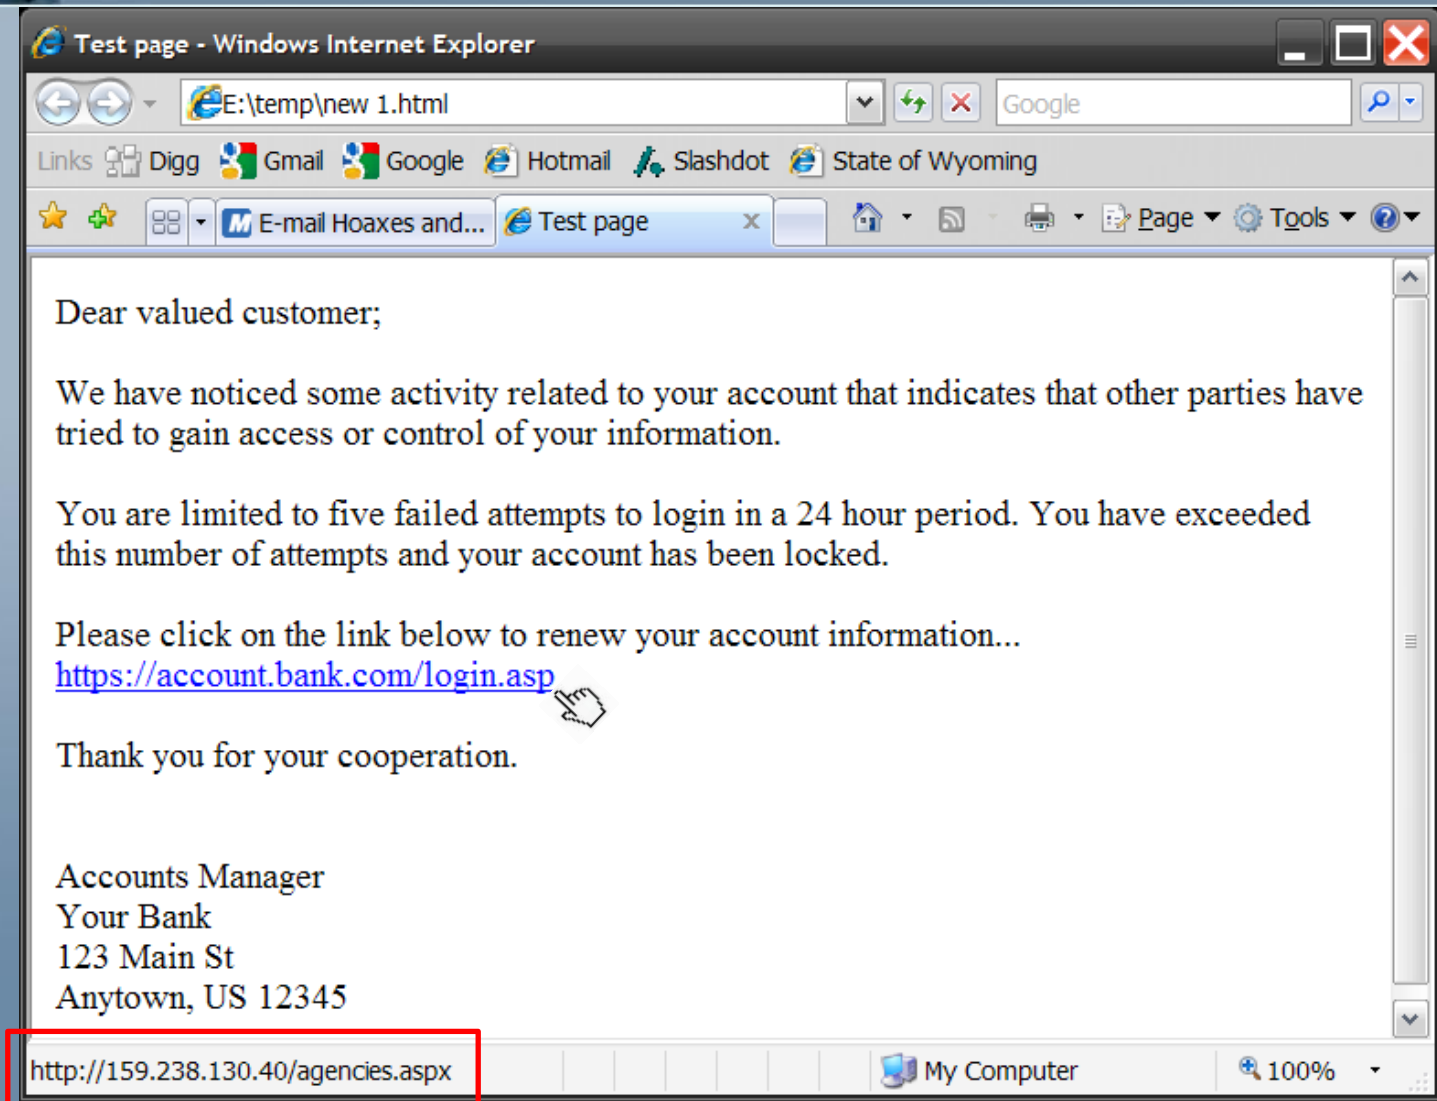 Test page - Windows Internet Explorer
E:\temp\new 1.html
Google
Links Digg Gmail Google Hotmail Slashdot State of Wyoming
E-mail Hoaxes and... Test page x Page Tools
Dear valued customer;
We have noticed some activity related to your account that indicates that other parties have
tried to gain access or control of your information.
You are limited to five failed attempts to login in a 24 hour period. You have exceeded
this number of attempts and your account has been locked.
Please click on the link below to renew your account information...
https://account.bank.com/login.asp
Thank you for your cooperation.
Accounts Manager
Your Bank
123 Main St
Anytown, US 12345
http://159.238.130.40/agencies.aspx My Computer 100%